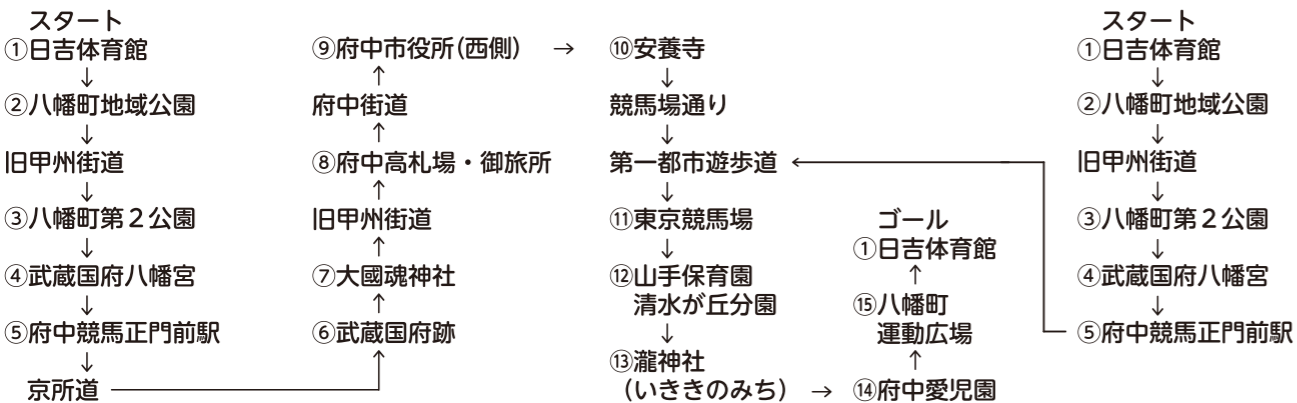 スタート
①日吉体育館
↓
②八幡町地域公園
↓
旧甲州街道
↓
③八幡町第２公園
↓
④武蔵国府八幡宮
↓
⑤府中競馬正門前駅
↓
京所道
⑥武蔵国府跡
↑
⑦大國魂神社
↑
旧甲州街道
↑
⑧府中高札場・御旅所
↑
府中街道
↑
⑨府中市役所(西側) →
⑩安養寺
↓
競馬場通り
↓
第一都市遊歩道 ←
↓
⑪東京競馬場
↓
⑫山手保育園
清水が丘分園
↓
⑬瀧神社
(いききのみち) →
⑭府中愛児園
↑
⑮八幡町
運動広場
↑
①日吉体育館
ゴール
スタート
①日吉体育館
↓
②八幡町地域公園
↓
旧甲州街道
↓
③八幡町第２公園
↓
④武蔵国府八幡宮
↓
⑤府中競馬正門前駅